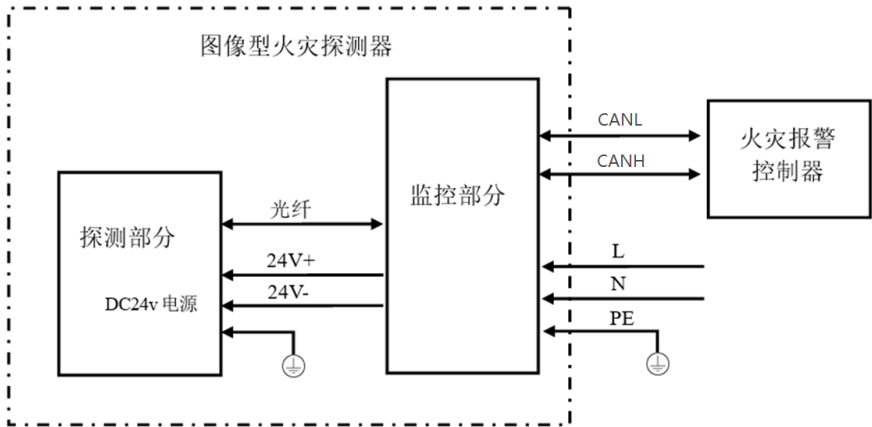 图像型火灾探测器
CANL
火灾报警
控制器
CANH
监控部分
光纤
探测部分
24V+
L
24V-
N
DC24v 电源
PE